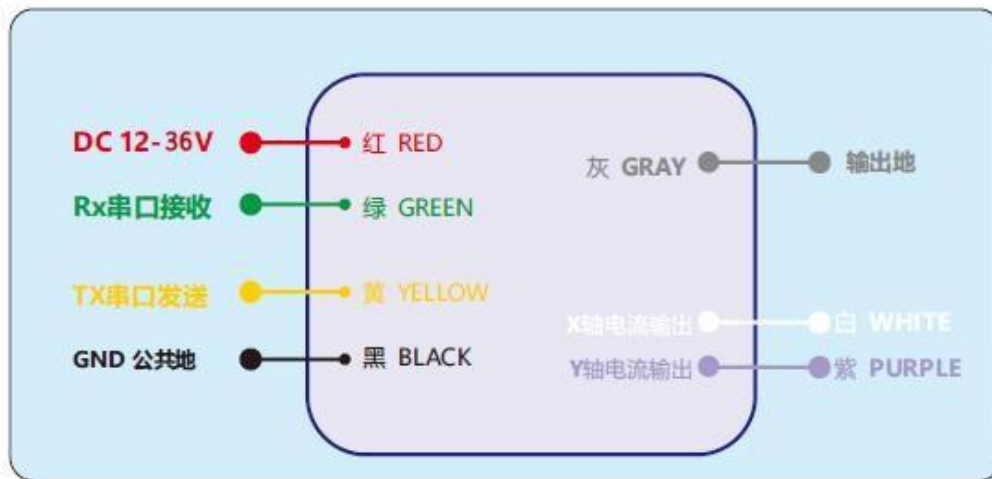 DC 12-36V
红 RED
Rx串口接收
绿 GREEN
TX串口发送
黄 YELLOW
GND 公共地
黑 BLACK
灰 GRAY
输出地
X轴电流输出
白 WHITE
Y轴电流输出
紫 PURPLE